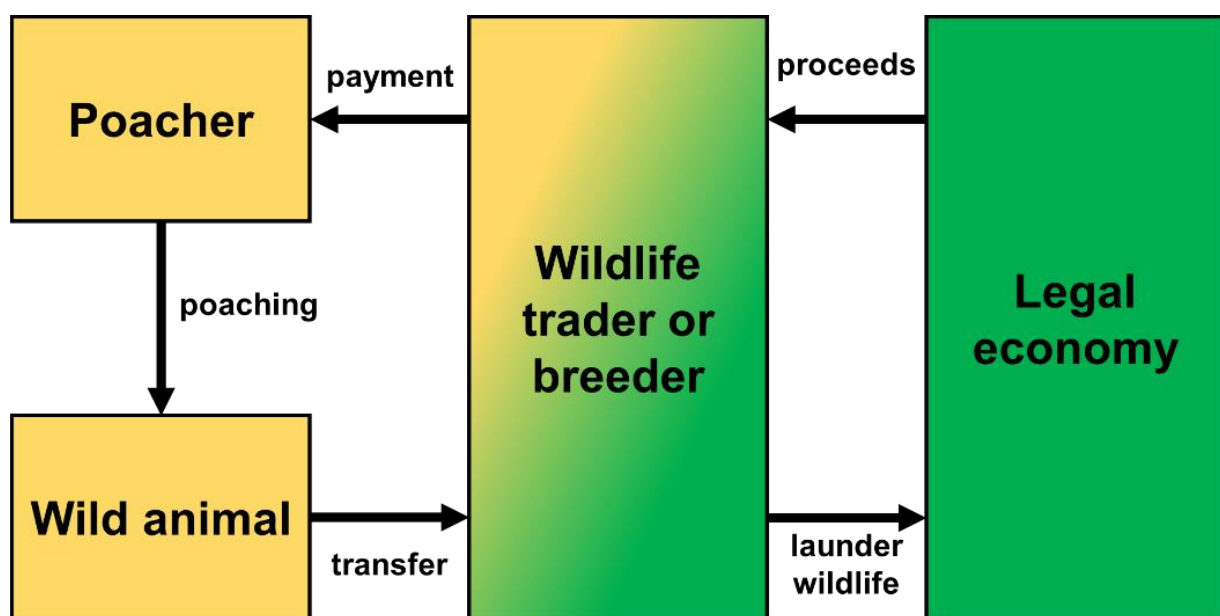 payment
proceeds
Poacher
poaching
Wildlife
trader or
breeder
Legal
economy
Wild animal
transfer
launder
wildlife